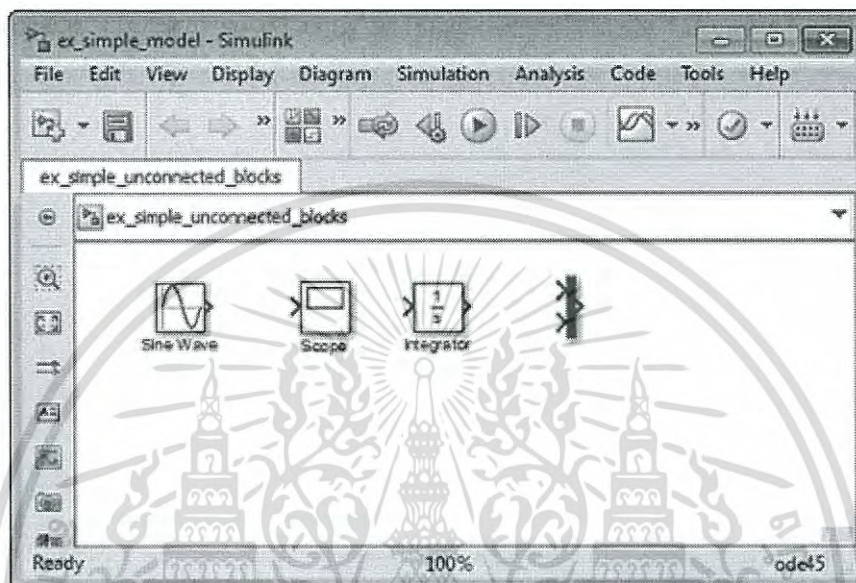 ex_simple_model - Simulink
File Edit View Display Diagram Simulation Analysis Code Tools Help
ex_simple_unconnected_blocks
ex_simple_unconnected_blocks
1
s
Sine Wave Scope Integrator
Ready 100% ode45